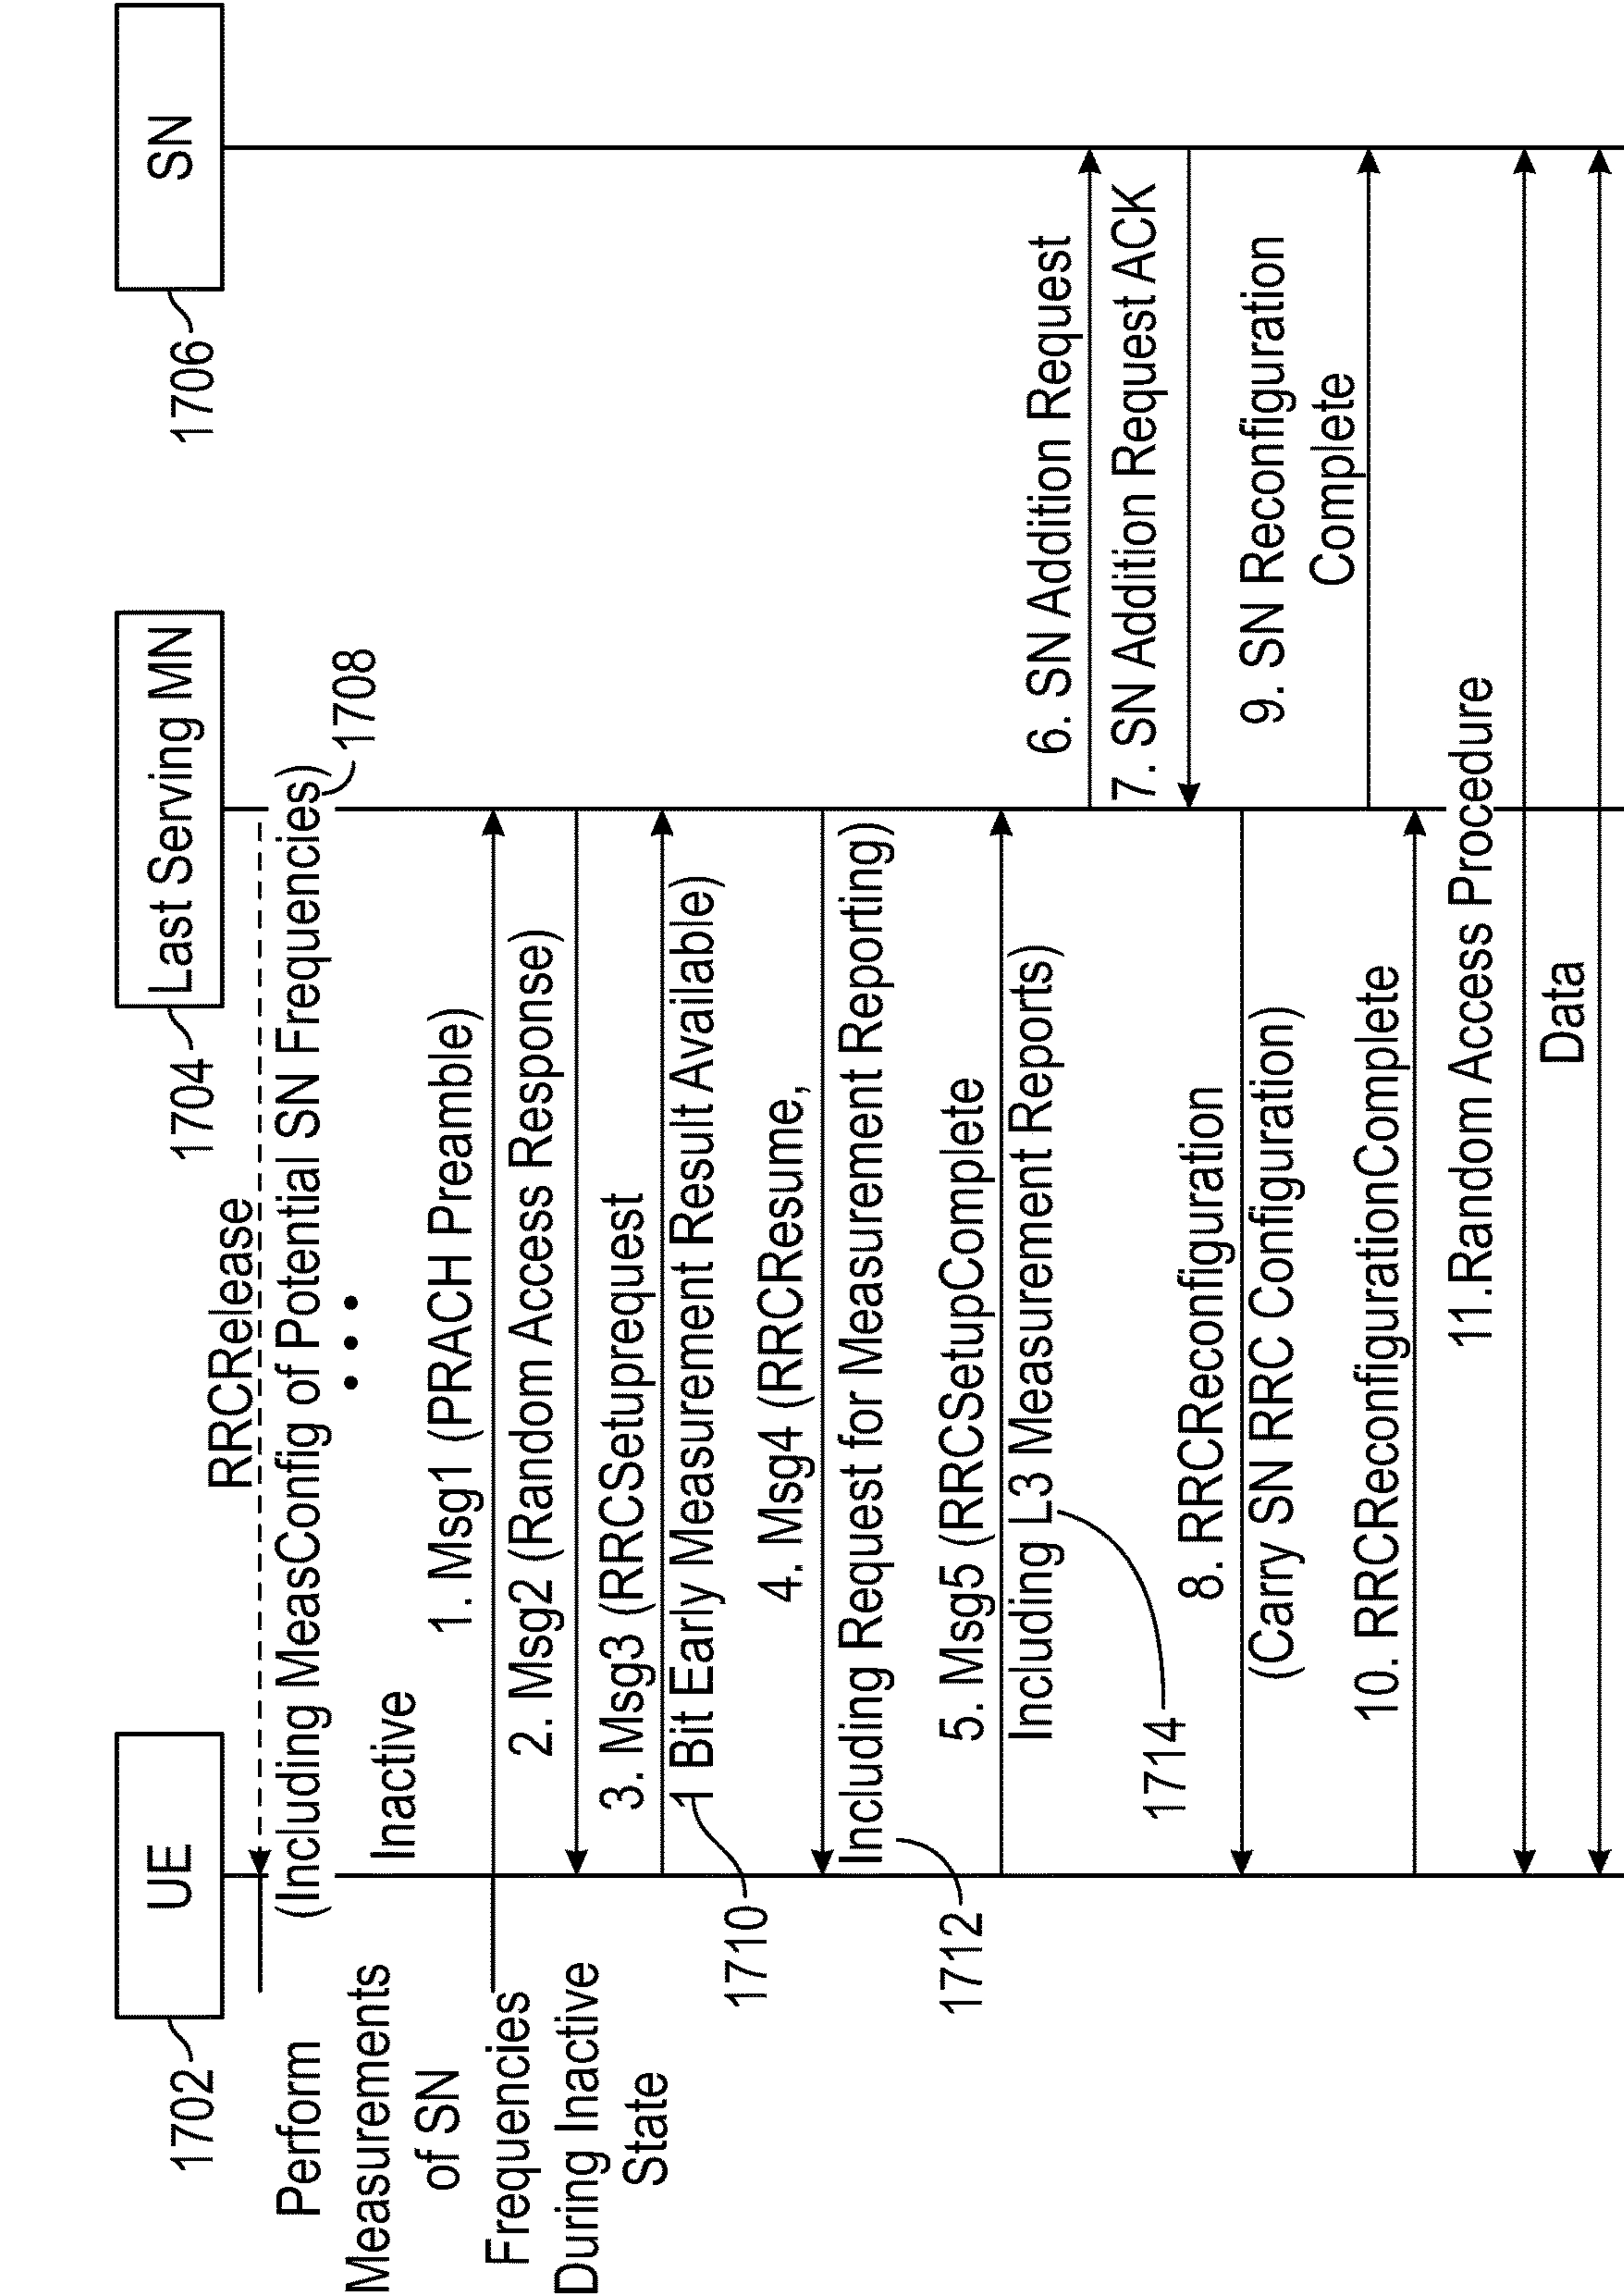 UE
Last Serving MN
SN
1702
1704
1706
RRCRelease
(Including MeasConfig of Potential SN Frequencies)
1708
Perform
Measurements
of SN
Frequencies
During Inactive
State
Inactive
1. Msg1 (PRACH Preamble)
2. Msg2 (Random Access Response)
3. Msg3 (RRCSetuprequest
1 Bit Early Measurement Result Available)
1710
4. Msg4 (RRCResume,
Including Request for Measurement Reporting)
1712
5. Msg5 (RRCSetupComplete
Including L3 Measurement Reports)
1714
6. SN Addition Request
7. SN Addition Request ACK
8. RRCReconfiguration
(Carry SN RRC Configuration)
9. SN Reconfiguration
Complete
10. RRCReconfigurationComplete
11.Random Access Procedure
Data